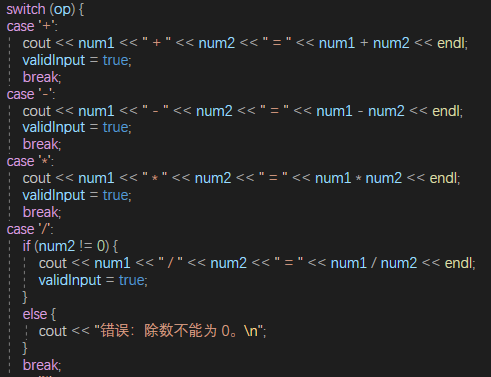 switch (op) {
case '+':
cout << num1 << " + " << num2 << " = " << num1 + num2 << endl;
validInput = true;
break;
case '-':
cout << num1 << " - " << num2 << " = " << num1 - num2 << endl;
validInput = true;
break;
case '*':
cout << num1 << " * " << num2 << " = " << num1 * num2 << endl;
validInput = true;
break;
case '/':
if (num2 != 0) {
cout << num1 << " / " << num2 << " = " << num1 / num2 << endl;
validInput = true;
}
else {
cout << "错误：除数不能为 0。\n";
}
break;